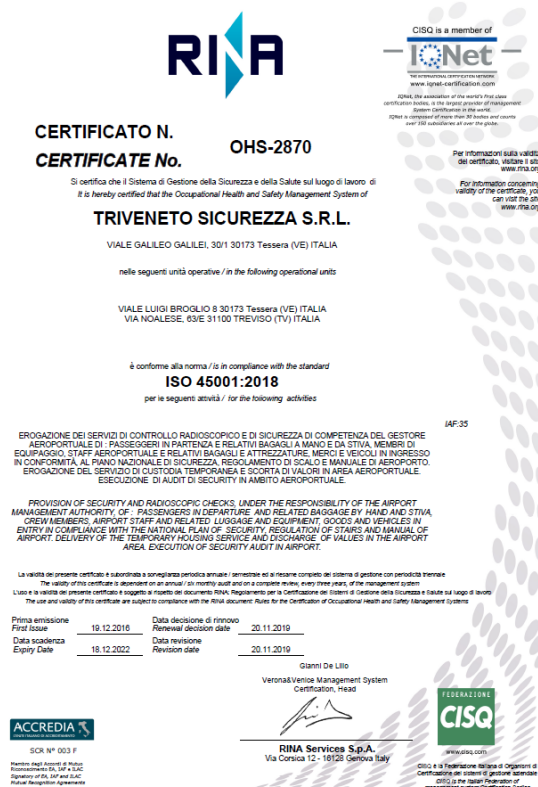 RINA
CISQ is a member of
IQNet
THE INTERNATIONAL CERTIFICATION NETWORK
www.iqnet-certification.com
IQNet, the association of the world's first class
certification bodies, is the largest provider of management
System Certification in the world.
IQNet is composed of more than 30 bodies and counts
over 150 subsidiaries all over the globe.
CERTIFICATO N.
CERTIFICATE No.
OHS-2870
Per informazioni sulla validità
del certificato, visitare il sito
www.rina.org
For information concerning
validity of the certificate, you
can visit the site
www.rina.org
Si certifica che il Sistema di Gestione della Sicurezza e della Salute sul luogo di lavoro di
It is hereby certified that the Occupational Health and Safety Management System of
TRIVENETO SICUREZZA S.R.L.
VIALE GALILEO GALILEI, 30/1 30173 Tessera (VE) ITALIA
nelle seguenti unità operative / in the following operational units
VIALE LUIGI BROGLIO 8 30173 Tessera (VE) ITALIA
VIA NOALESE, 63/E 31100 TREVISO (TV) ITALIA
è conforme alla norma / is in compliance with the standard
ISO 45001:2018
per le seguenti attività / for the following activities
IAF:35
EROGAZIONE DEI SERVIZI DI CONTROLLO RADIOSCOPICO E DI SICUREZZA DI COMPETENZA DEL GESTORE
AEROPORTUALE DI : PASSEGGERI IN PARTENZA E RELATIVI BAGAGLI A MANO E DA STIVA, MEMBRI DI
EQUIPAGGIO, STAFF AEROPORTUALE E RELATIVI BAGAGLI E ATTREZZATURE, MERCI E VEICOLI IN INGRESSO
IN CONFORMITÀ, AL PIANO NAZIONALE DI SICUREZZA, REGOLAMENTO DI SCALO E MANUALE DI AEROPORTO.
EROGAZIONE DEL SERVIZIO DI CUSTODIA TEMPORANEA E SCORTA DI VALORI IN AREA AEROPORTUALE.
ESECUZIONE DI AUDIT DI SECURITY IN AMBITO AEROPORTUALE.
PROVISION OF SECURITY AND RADIOSCOPIC CHECKS, UNDER THE RESPONSIBILITY OF THE AIRPORT
MANAGEMENT AUTHORITY, OF : PASSENGERS IN DEPARTURE AND RELATED BAGGAGE BY HAND AND STIVA,
CREW MEMBERS, AIRPORT STAFF AND RELATED LUGGAGE AND EQUIPMENT, GOODS AND VEHICLES IN
ENTRY IN COMPLIANCE WITH THE NATIONAL PLAN OF SECURITY, REGULATION OF STAIRS AND MANUAL OF
AIRPORT. DELIVERY OF THE TEMPORARY HOUSING SERVICE AND DISCHARGE OF VALUES IN THE AIRPORT
AREA. EXECUTION OF SECURITY AUDIT IN AIRPORT.
La validità del presente certificato è subordinata a sorveglianza periodica annuale / semestrale ed al riesame completo del sistema di gestione con periodicità triennale
The validity of this certificate is dependent on an annual / six monthly audit and on a complete review, every three years, of the management system
L'uso e la validità del presente certificato è soggetto al rispetto del documento RINA: Regolamento per la Certificazione dei Sistemi di Gestione della Sicurezza e Salute sul luogo di lavoro
The use and validity of this certificate are subject to compliance with the RINA document: Rules for the Certification of Occupational Health and Safety Management Systems
Prima emissione
First Issue
19.12.2016
Data decisione di rinnovo
Renewal decision date
20.11.2019
Data scadenza
Expiry Date
18.12.2022
Data revisione
Revision date
20.11.2019
Gianni De Lillo
Verona&Venice Management System
Certification, Head
RINA Services S.p.A.
Via Corsica 12 - 16128 Genova Italy
ACCREDIA
SCR N° 003 F
Membro degli Accordi di Mutuo
Riconoscimento EA, IAF e ILAC
Signatory of EA, IAF and ILAC
Mutual Recognition Agreements
FEDERAZIONE
CISQ
www.cisq.com
CISQ è la Federazione Italiana di Organismi di
Certificazione dei sistemi di gestione aziendale
CISQ is the Italian Federation of